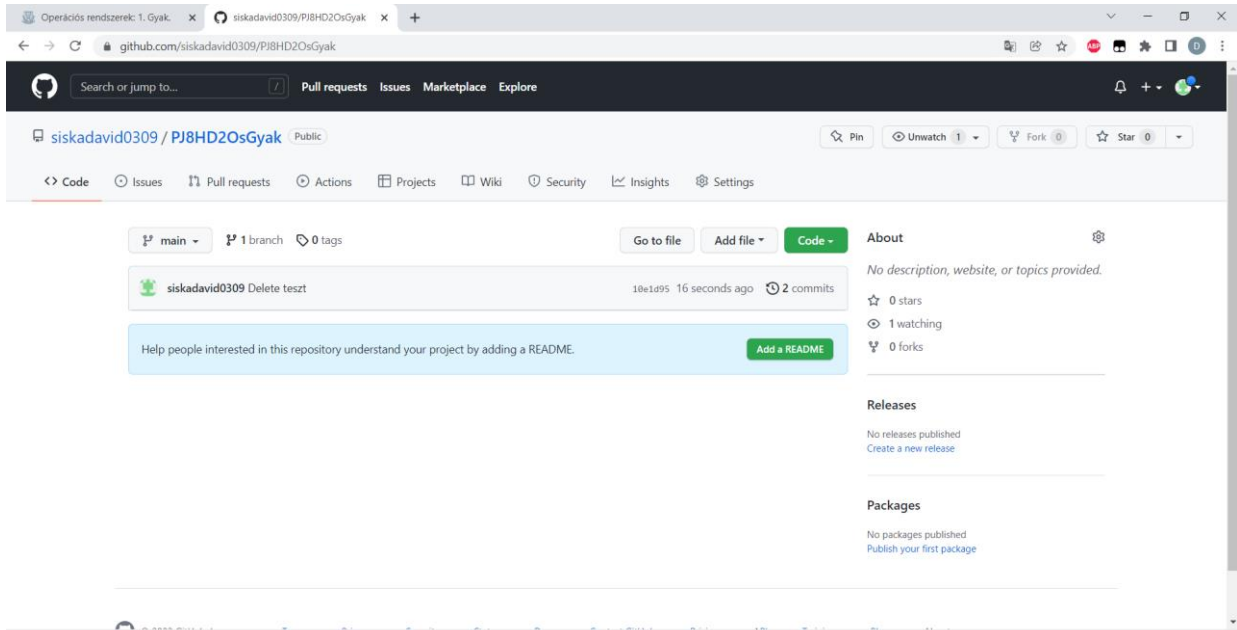 Operációs rendszerek: 1. Gyak. siskadavid0309/PJ8HD2OsGyak
github.com/siskadavid0309/PJ8HD2OsGyak ABP D
Search or jump to... / Pull requests Issues Marketplace Explore
siskadavid0309 / PJ8HD2OsGyak Public Pin Unwatch 1 Fork 0 Star 0
<> Code Issues Pull requests Actions Projects Wiki Security Insights Settings
main 1 branch 0 tags Go to file Add file Code
siskadavid0309 Delete teszt 10e1d95 16 seconds ago 2 commits
Help people interested in this repository understand your project by adding a README. Add a README
About
No description, website, or topics provided.
0 stars
1 watching
0 forks
Releases
No releases published
Create a new release
Packages
No packages published
Publish your first package